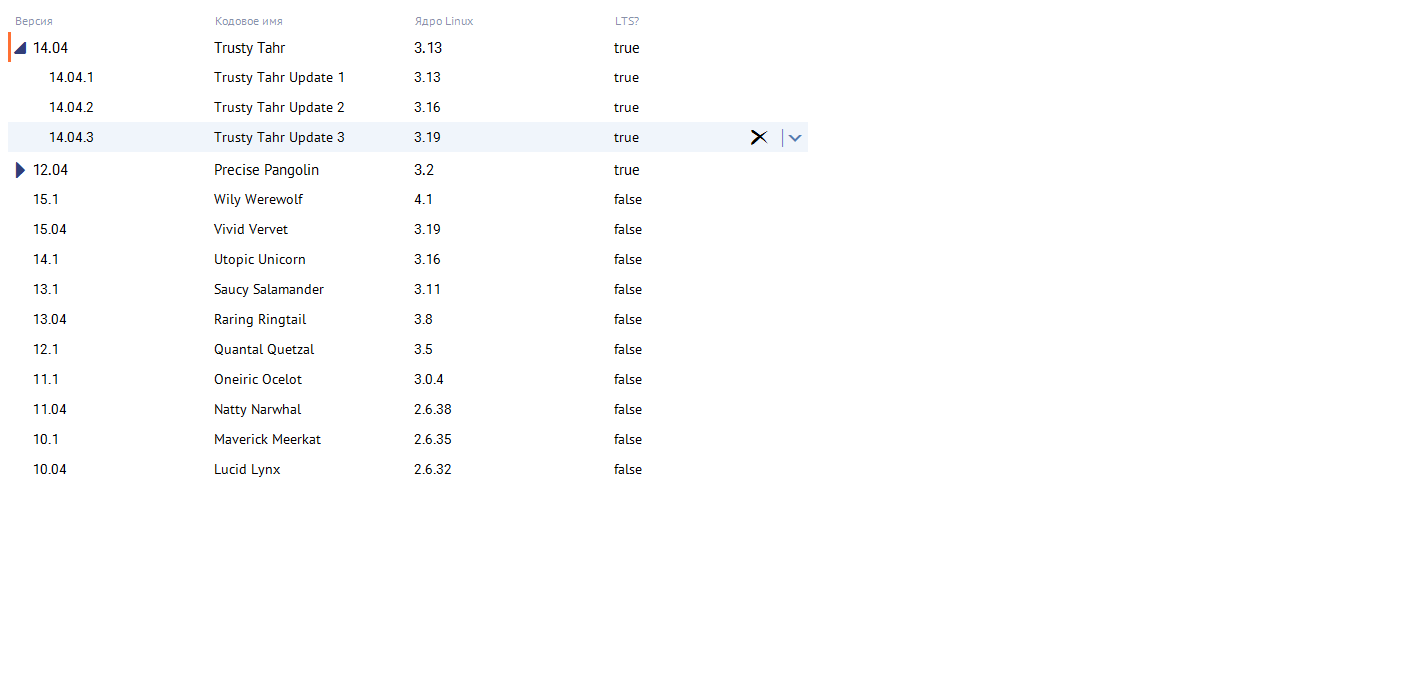 Версия Кодовое имя Ядро Linux LTS?
14.04 Trusty Tahr 3.13 true
14.04.1 Trusty Tahr Update 1 3.13 true
14.04.2 Trusty Tahr Update 2 3.16 true
14.04.3 Trusty Tahr Update 3 3.19 true
12.04 Precise Pangolin 3.2 true
15.1 Wily Werewolf 4.1 false
15.04 Vivid Vervet 3.19 false
14.1 Utopic Unicorn 3.16 false
13.1 Saucy Salamander 3.11 false
13.04 Raring Ringtail 3.8 false
12.1 Quantal Quetzal 3.5 false
11.1 Oneiric Ocelot 3.0.4 false
11.04 Natty Narwhal 2.6.38 false
10.1 Maverick Meerkat 2.6.35 false
10.04 Lucid Lynx 2.6.32 false